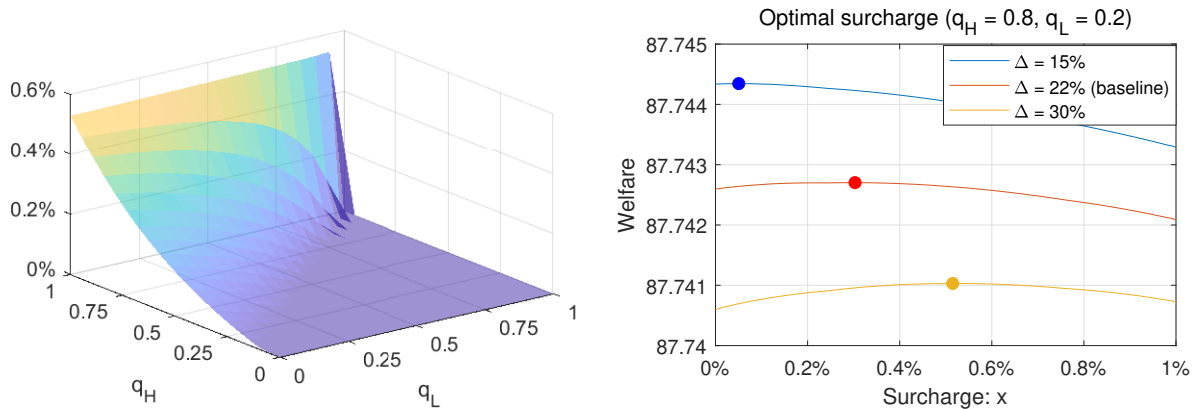 0.6%
0.4%
0.2%
0%
1
0.75
0.5
0.25
0
q_H
0
0.25
0.5
0.75
1
q_L
Optimal surcharge (q_H = 0.8, q_L = 0.2)
Δ = 15%
Δ = 22% (baseline)
Δ = 30%
87.745
87.744
87.743
87.742
87.741
87.74
Welfare
0% 0.2% 0.4% 0.6% 0.8% 1%
Surcharge: x